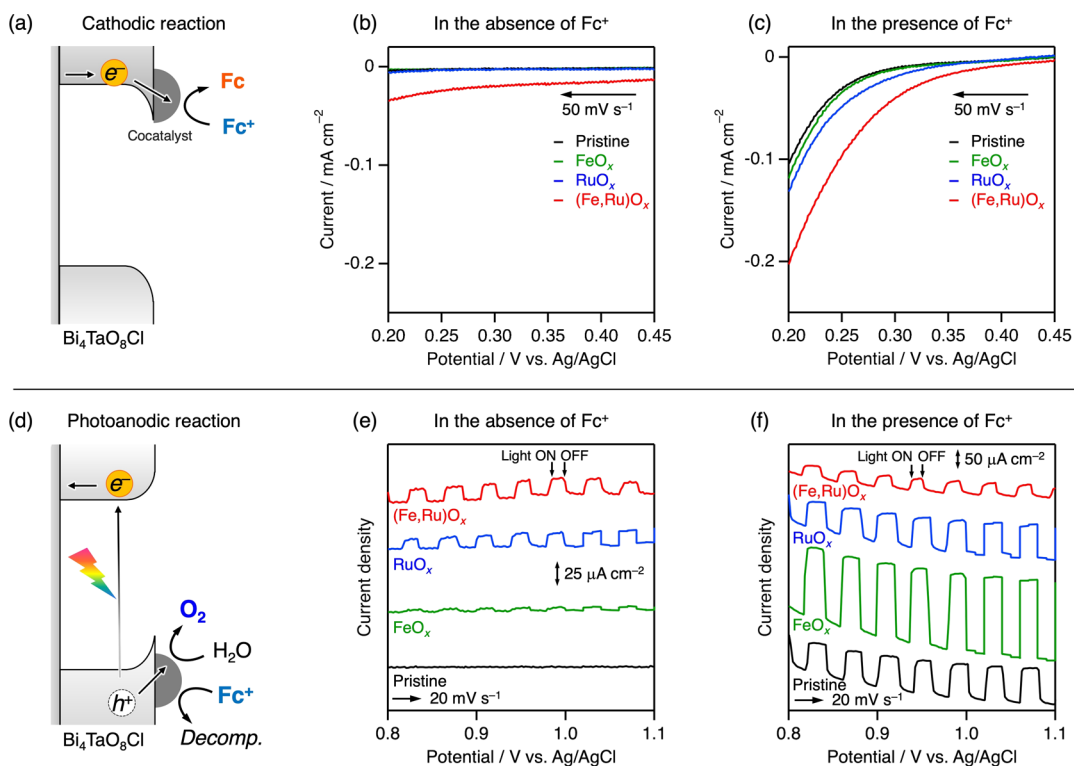 (a)
Cathodic reaction
e⁻
Fc
Fc⁺
Cocatalyst
Bi₄TaO₈Cl
(b)
In the absence of Fc⁺
0
-0.1
-0.2
Current / mA cm⁻²
50 mV s⁻¹
Pristine
FeOₓ
RuOₓ
(Fe,Ru)Oₓ
0.20
0.25
0.30
0.35
0.40
0.45
Potential / V vs. Ag/AgCl
(c)
In the presence of Fc⁺
0
-0.1
-0.2
Current / mA cm⁻²
50 mV s⁻¹
Pristine
FeOₓ
RuOₓ
(Fe,Ru)Oₓ
0.20
0.25
0.30
0.35
0.40
0.45
Potential / V vs. Ag/AgCl
(d)
Photoanodic reaction
e⁻
O₂
H₂O
h⁺
Fc⁺
Decomp.
Bi₄TaO₈Cl
(e)
In the absence of Fc⁺
Light ON OFF
(Fe,Ru)Oₓ
RuOₓ
25 μA cm⁻²
FeOₓ
Pristine
20 mV s⁻¹
Current density
0.8
0.9
1.0
1.1
Potential / V vs. Ag/AgCl
(f)
In the presence of Fc⁺
Light ON OFF
50 μA cm⁻²
(Fe,Ru)Oₓ
RuOₓ
FeOₓ
Pristine
20 mV s⁻¹
Current density
0.8
0.9
1.0
1.1
Potential / V vs. Ag/AgCl